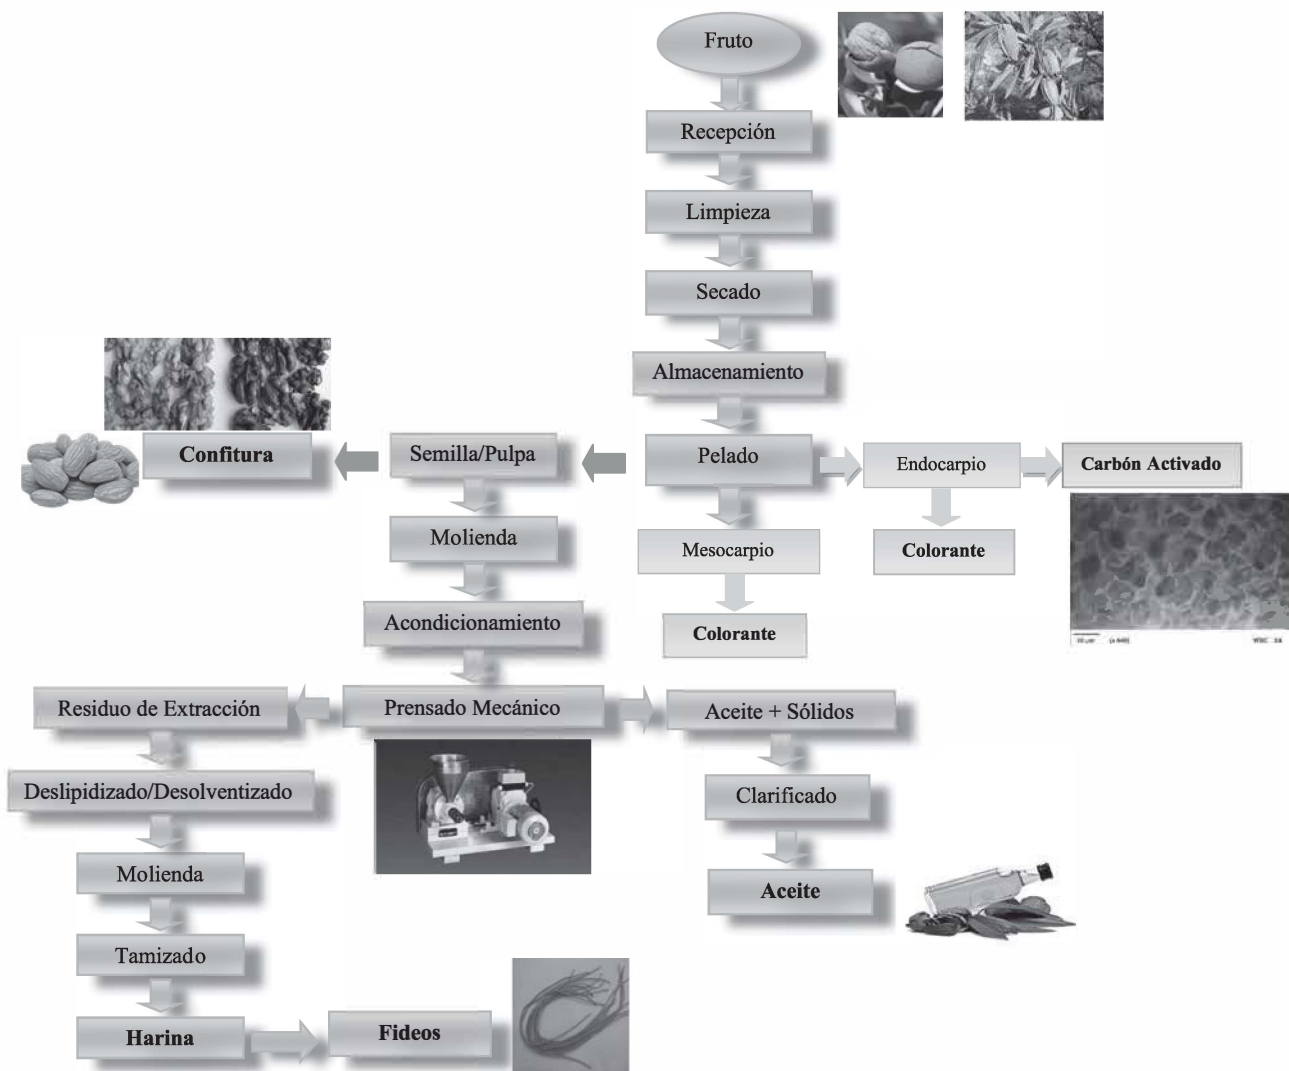 Fruto
Recepción
Limpieza
Secado
Almacenamiento
Confitura
Semilla/Pulpa
Pelado
Endocarpio
Carbón Activado
Molienda
Mesocarpio
Colorante
Acondicionamiento
Colorante
Residuo de Extracción
Prensado Mecánico
Aceite + Sólidos
Deslipidizado/Desolventizado
Clarificado
Molienda
Aceite
Tamizado
Harina
Fideos